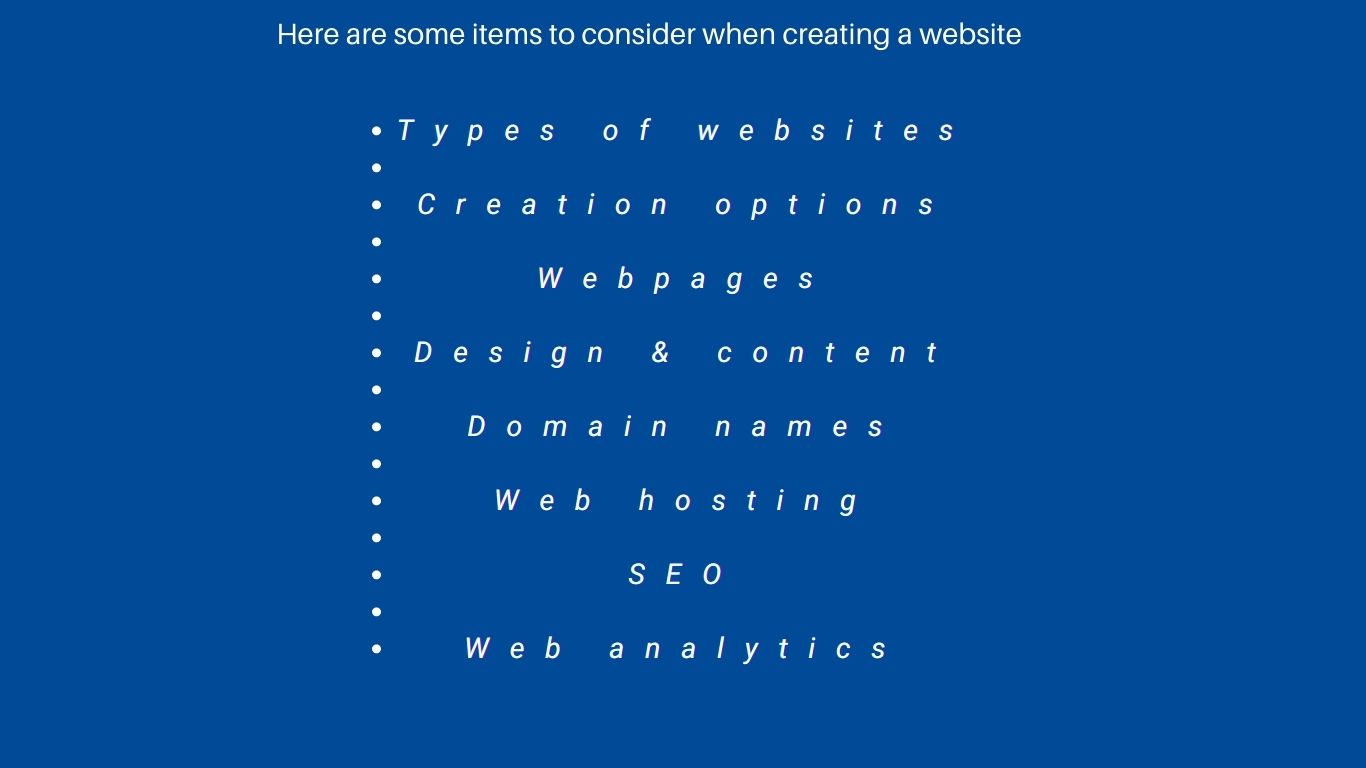 Here are some items to consider when creating a website
• Types of websites
•
• Creation options
•
• Webpages
•
• Design & content
•
• Domain names
•
• Web hosting
•
• SEO
•
• Web analytics